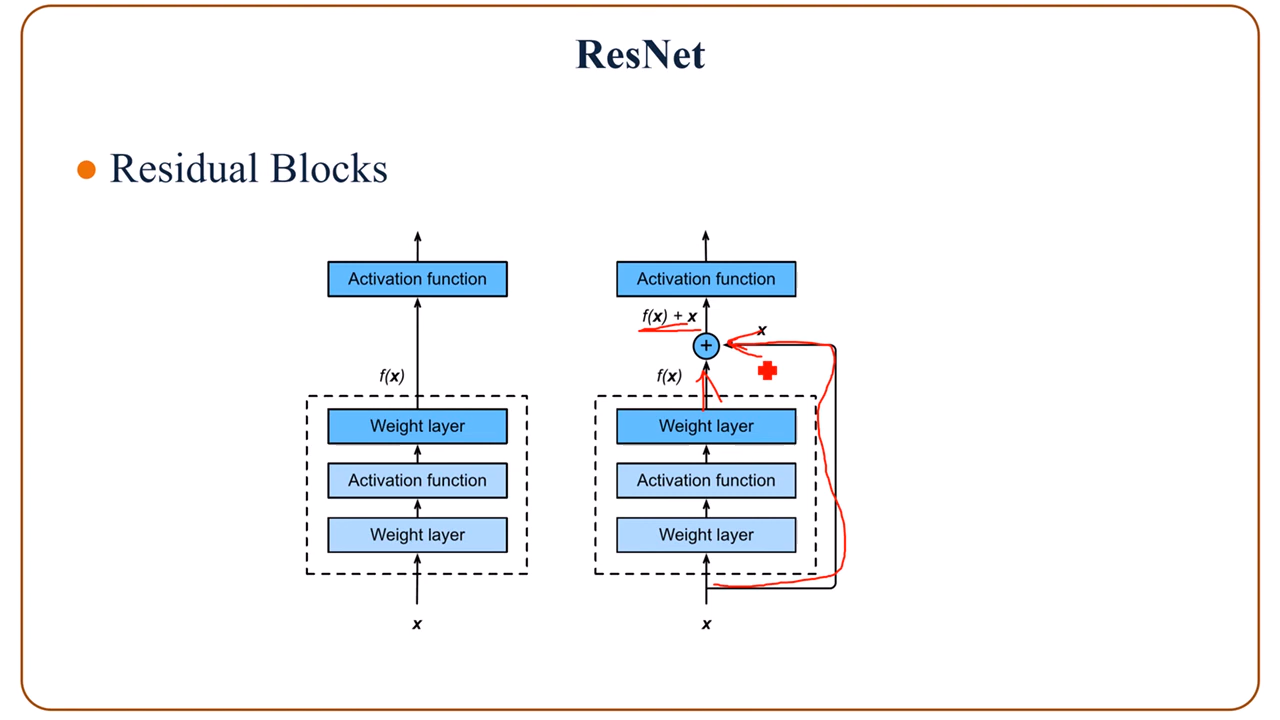 ResNet
Residual Blocks
Activation function
f(x)
Weight layer
Activation function
Weight layer
x
Activation function
f(x) + x
x
+
f(x)
Weight layer
Activation function
Weight layer
x